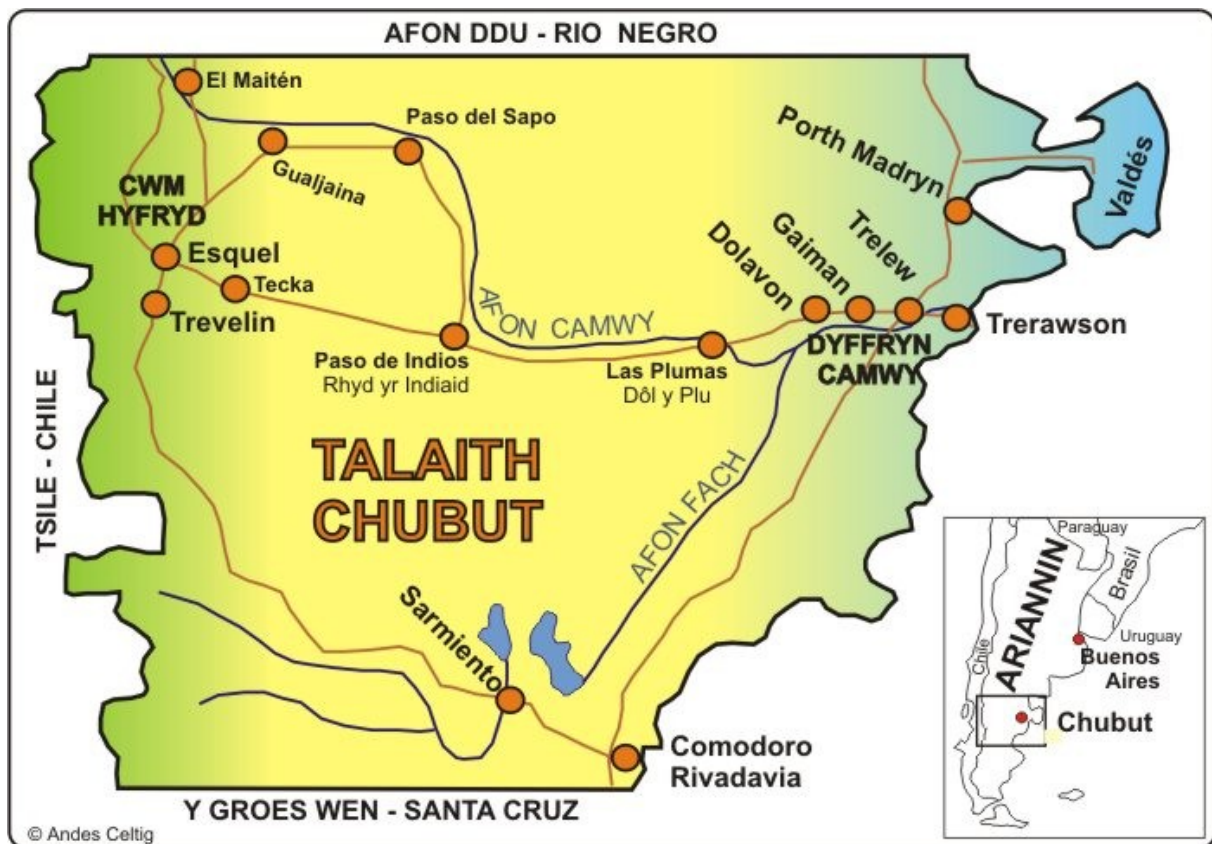 AFON DDU - RIO NEGRO
El Maitén
Paso del Sapo
Gualjaina
Porth Madryn
Valdés
CWM
HYFRYD
Esquel
Tecka
Trevelin
Dolavon
Gaiman
Trelew
Trerawson
AFON CAMWY
DYFFRYN
CAMWY
Paso de Indios
Rhyd yr Indiaid
Las Plumas
Dôl y Plu
TSILE - CHILE
TALAITH
CHUBUT
AFON FACH
Sarmiento
Comodoro
Rivadavia
Y GROES WEN - SANTA CRUZ
© Andes Celtig
Paraguay
ARIANNIN
Brasil
Chile
Uruguay
Buenos
Aires
Chubut